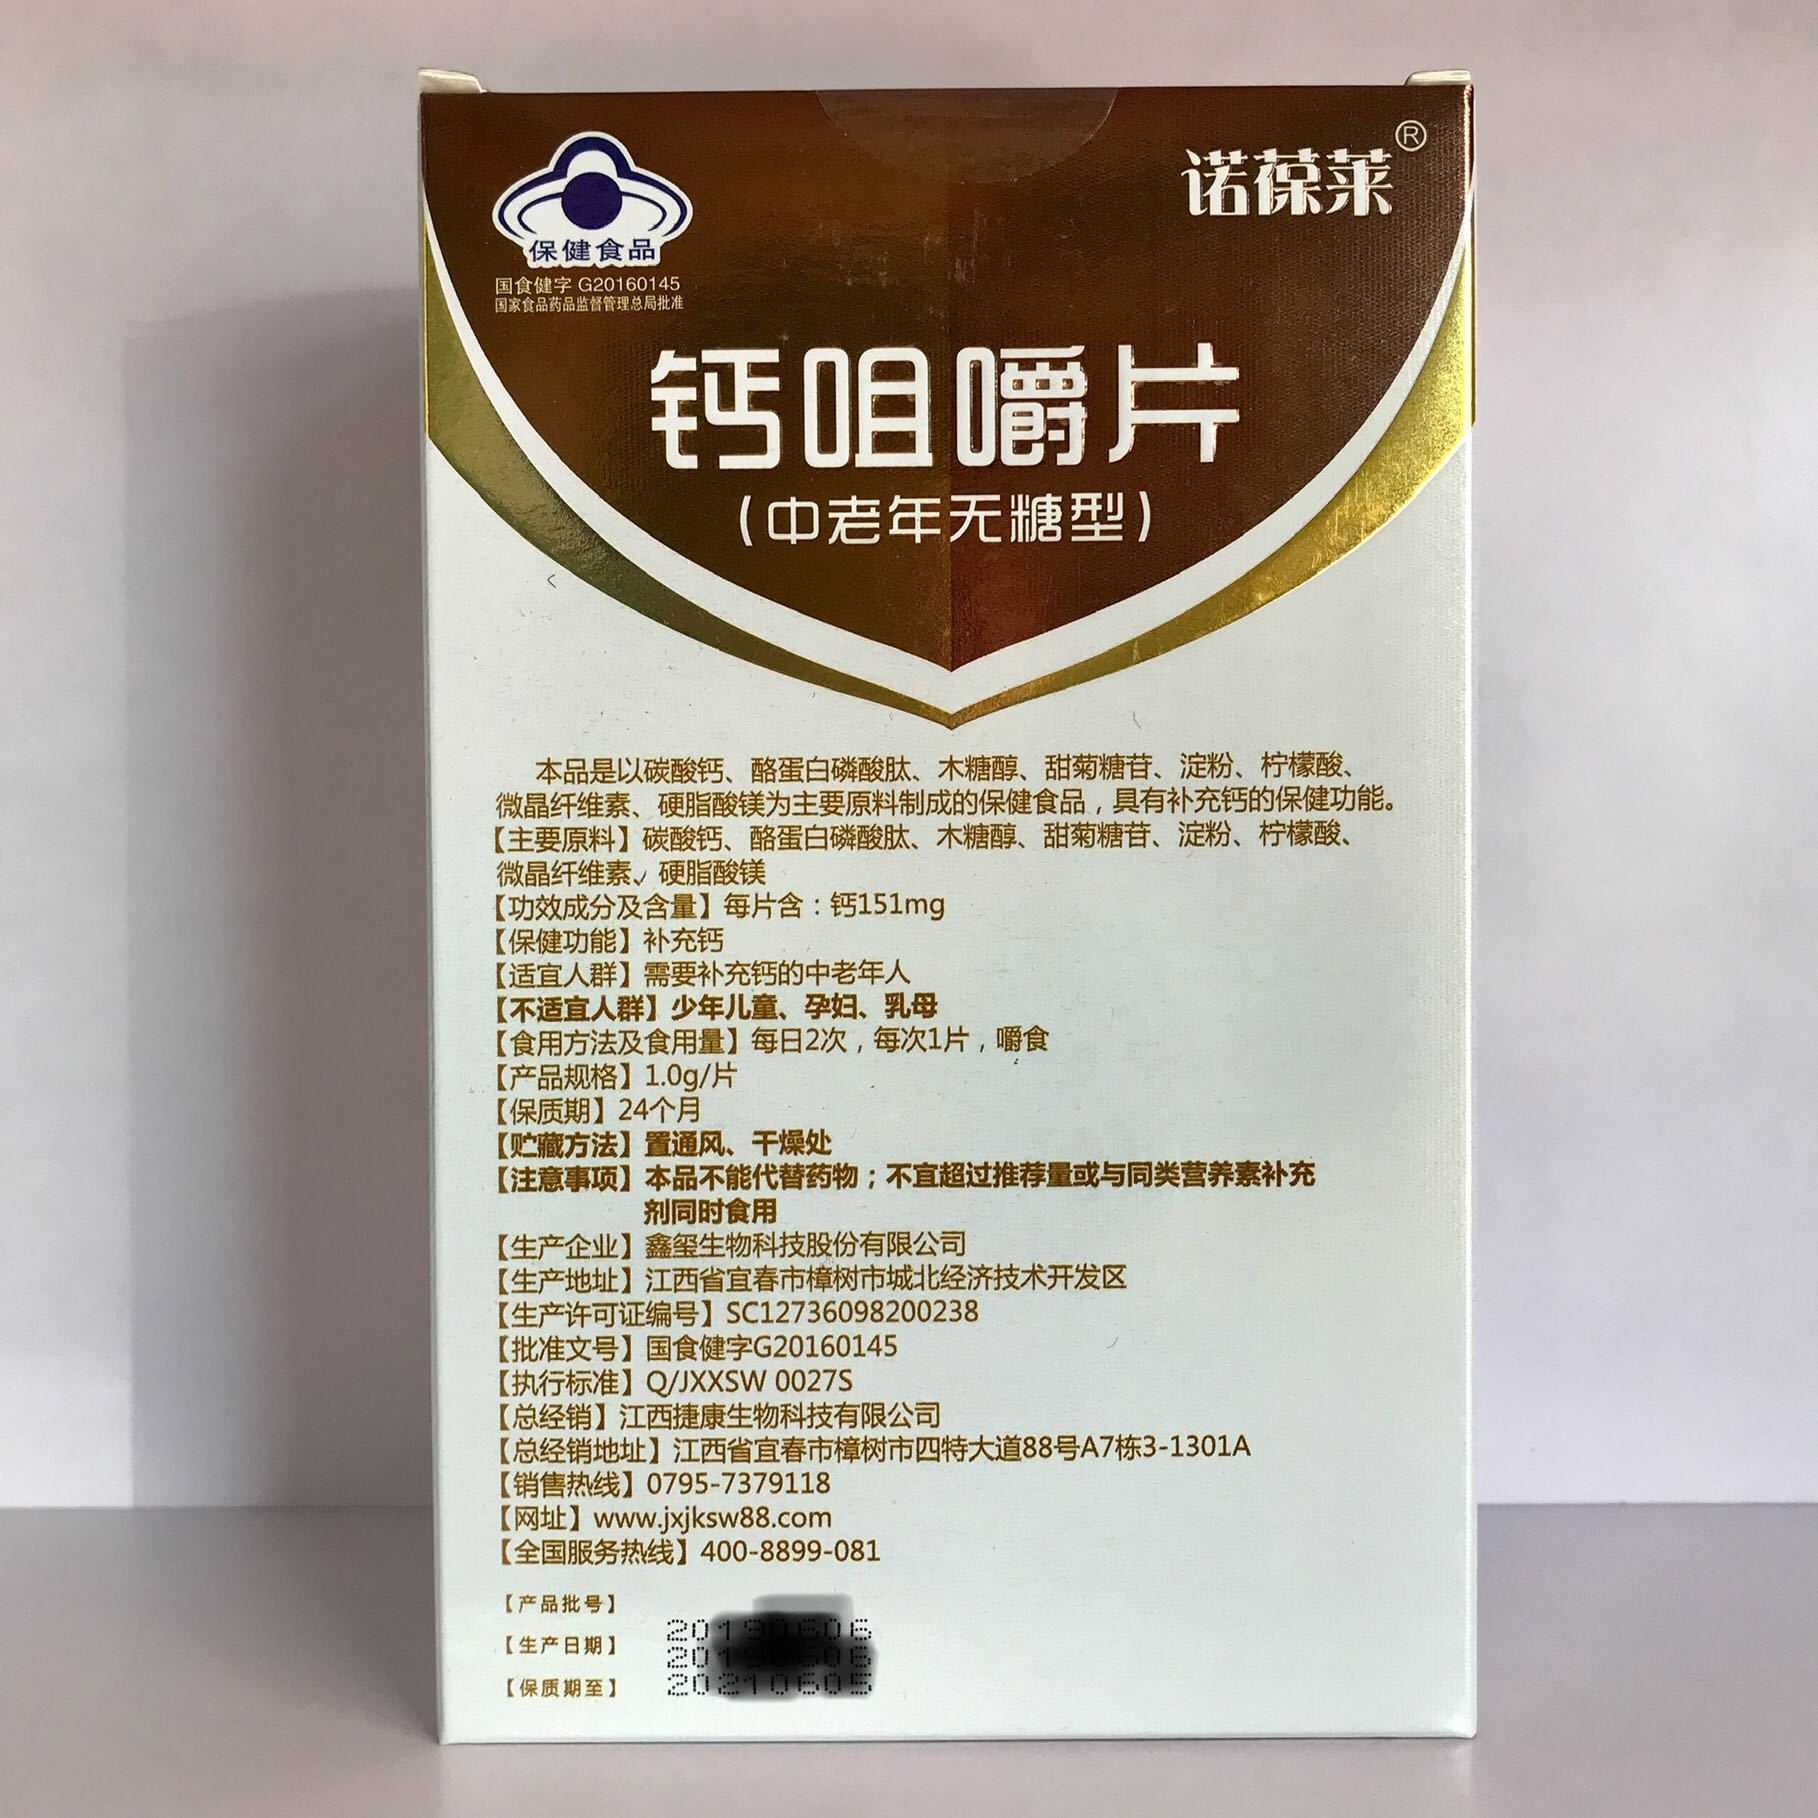 诺葆莱®
保健食品
国食健字 G20160145
国家食品药品监督管理总局批准
钙咀嚼片
(中老年无糖型)
本品是以碳酸钙、酪蛋白磷酸肽、木糖醇、甜菊糖苷、淀粉、柠檬酸、
微晶纤维素、硬脂酸镁为主要原料制成的保健食品,具有补充钙的保健功能。
【主要原料】碳酸钙、酪蛋白磷酸肽、木糖醇、甜菊糖苷、淀粉、柠檬酸、
微晶纤维素、硬脂酸镁
【功效成分及含量】每片含:钙151mg
【保健功能】补充钙
【适宜人群】需要补充钙的中老年人
【不适宜人群】少年儿童、孕妇、乳母
【食用方法及食用量】每日2次,每次1片,嚼食
【产品规格】1.0g/片
【保质期】24个月
【贮藏方法】置通风、干燥处
【注意事项】本品不能代替药物;不宜超过推荐量或与同类营养素补充
剂同时食用
【生产企业】鑫玺生物科技股份有限公司
【生产地址】江西省宜春市樟树市城北经济技术开发区
【生产许可证编号】SC12736098200238
【批准文号】国食健字G20160145
【执行标准】Q/JXXSW 0027S
【总经销】江西捷康生物科技有限公司
【总经销地址】江西省宜春市樟树市四特大道88号A7栋3-1301A
【销售热线】0795-7379118
【网址】www.jxjksw88.com
【全国服务热线】400-8899-081
【产品批号】
【生产日期】
【保质期至】